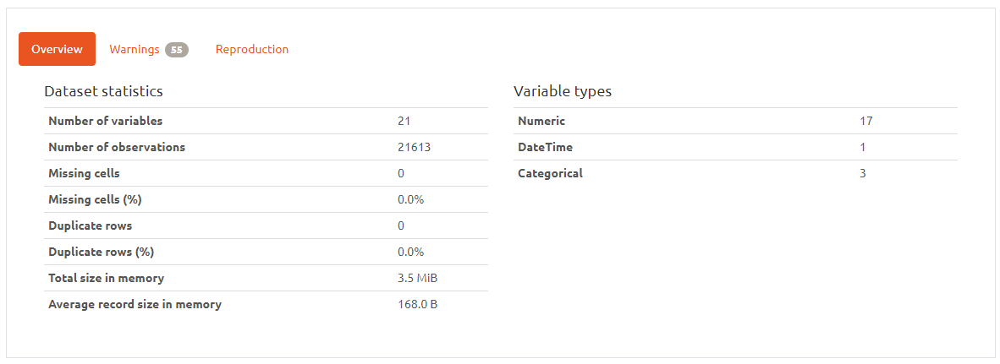 Overview Warnings 55 Reproduction
Dataset statistics
Number of variables 21
Number of observations 21613
Missing cells 0
Missing cells (%) 0.0%
Duplicate rows 0
Duplicate rows (%) 0.0%
Total size in memory 3.5 MiB
Average record size in memory 168.0 B
Variable types
Numeric 17
DateTime 1
Categorical 3